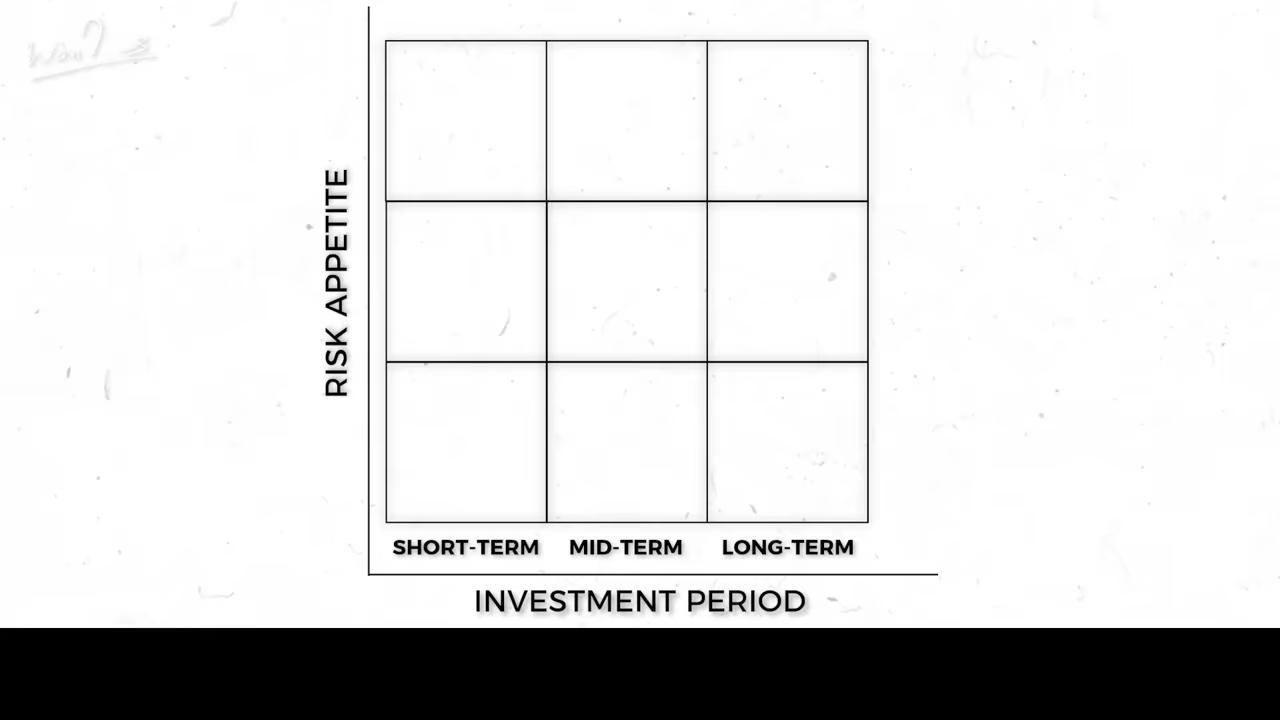 RISK APPETITE
SHORT-TERM MID-TERM LONG-TERM
INVESTMENT PERIOD